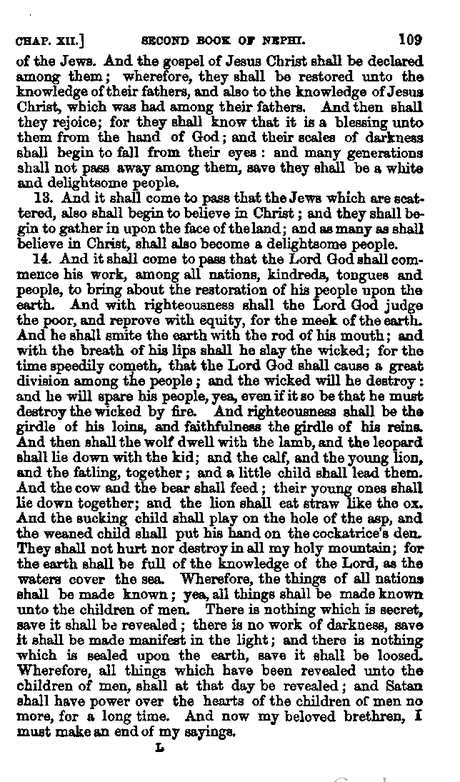 CHAP. XII.] SECOND BOOK OF NEPHI. 109
of the Jews. And the gospel of Jesus Christ shall be declared
among them; wherefore, they shall be restored unto the
knowledge of their fathers, and also to the knowledge of Jesus
Christ, which was had among their fathers. And then shall
they rejoice; for they shall know that it is a blessing unto
them from the hand of God; and their scales of darkness
shall begin to fall from their eyes: and many generations
shall not pass away among them, save they shall be a white
and delightsome people.
13. And it shall come to pass that the Jews which are scat-
tered, also shall begin to believe in Christ; and they shall be-
gin to gather in upon the face of the land; and as many as shall
believe in Christ, shall also become a delightsome people.
14. And it shall come to pass that the Lord God shall com-
mence his work, among all nations, kindreds, tongues and
people, to bring about the restoration of his people upon the
earth. And with righteousness shall the Lord God judge
the poor, and reprove with equity, for the meek of the earth.
And he shall smite the earth with the rod of his mouth; and
with the breath of his lips shall he slay the wicked; for the
time speedily cometh, that the Lord God shall cause a great
division among the people; and the wicked will he destroy:
and he will spare his people, yea, even if it so be that he must
destroy the wicked by fire. And righteousness shall be the
girdle of his loins, and faithfulness the girdle of his reins.
And then shall the wolf dwell with the lamb, and the leopard
shall lie down with the kid; and the calf, and the young lion,
and the fatling, together; and a little child shall lead them.
And the cow and the bear shall feed; their young ones shall
lie down together; and the lion shall eat straw like the ox.
And the sucking child shall play on the hole of the asp, and
the weaned child shall put his hand on the cockatrice's den.
They shall not hurt nor destroy in all my holy mountain; for
the earth shall be full of the knowledge of the Lord, as the
waters cover the sea. Wherefore, the things of all nations
shall be made known; yea, all things shall be made known
unto the children of men. There is nothing which is secret,
save it shall be revealed; there is no work of darkness, save
it shall be made manifest in the light; and there is nothing
which is sealed upon the earth, save it shall be loosed.
Wherefore, all things which have been revealed unto the
children of men, shall at that day be revealed; and Satan
shall have power over the hearts of the children of men no
more, for a long time. And now my beloved brethren, I
must make an end of my sayings.
L